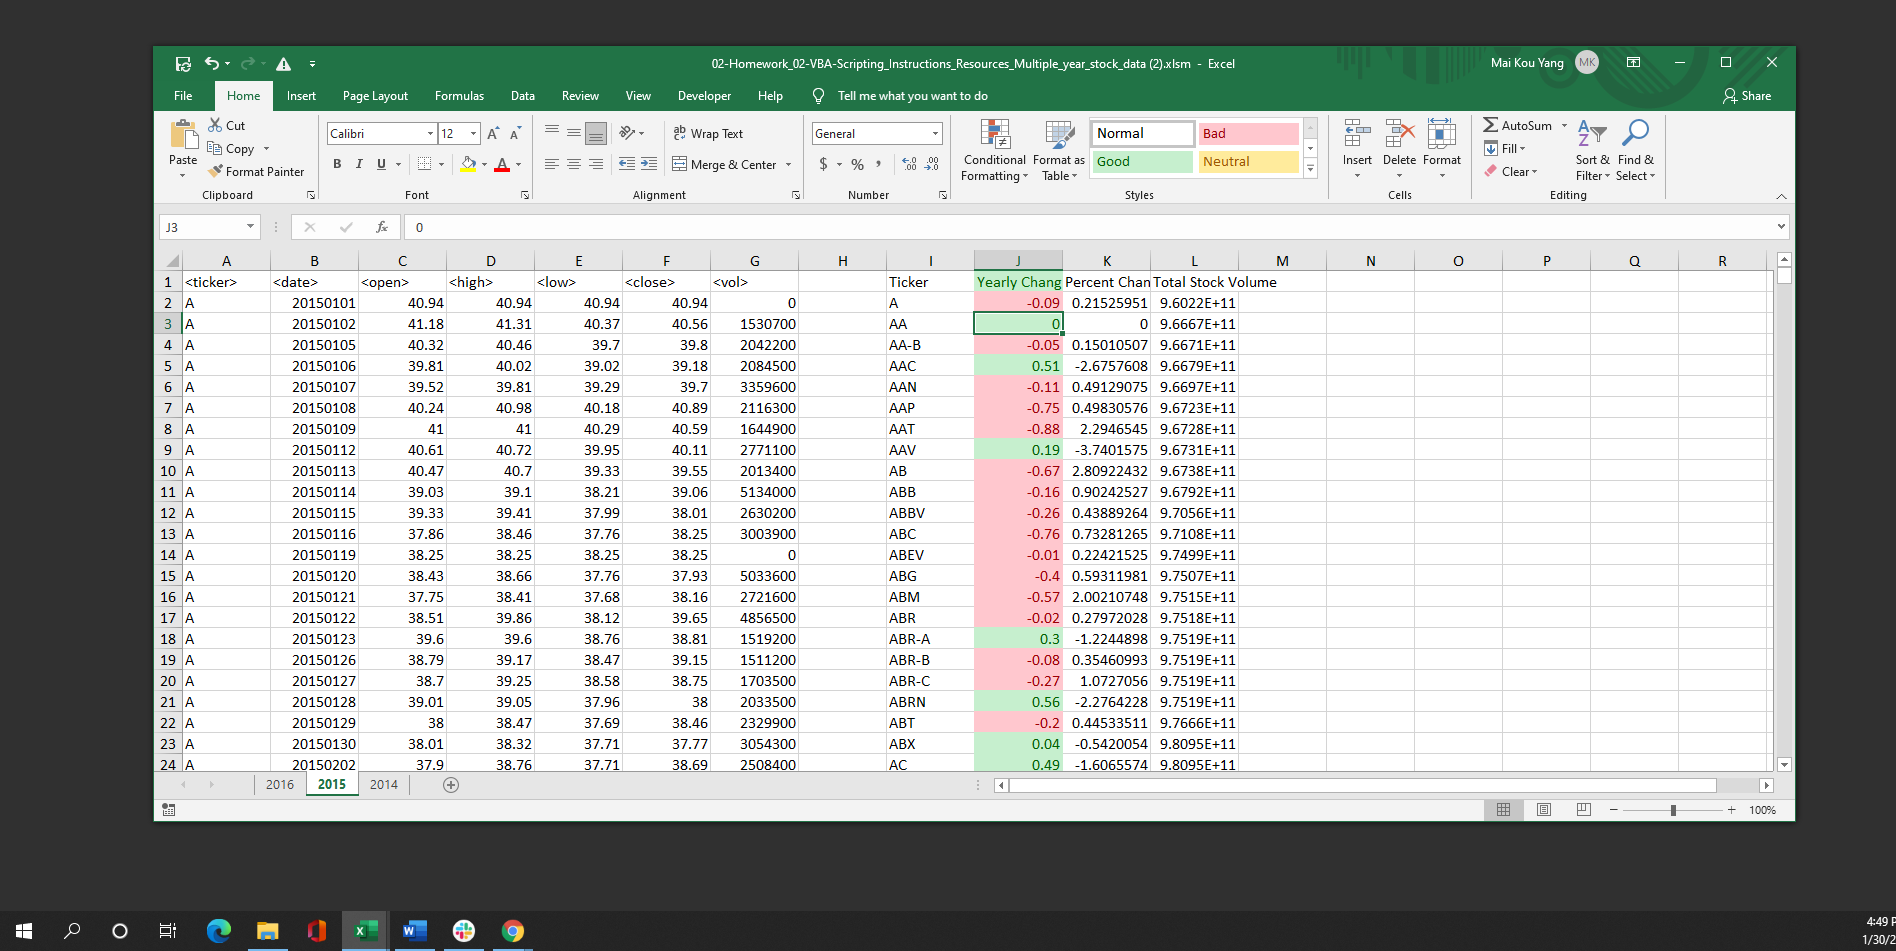 02-Homework_02-VBA-Scripting_Instructions_Resources_Multiple_year_stock_data (2).xlsm - Excel
Mai Kou Yang MK
File Home Insert Page Layout Formulas Data Review View Developer Help Tell me what you want to do Share
Paste
Cut
Copy
Format Painter
Clipboard
Calibri 12
B I U
Font
Wrap Text
Merge & Center
Alignment
General
$ % ,
Number
Conditional Formatting
Format as Table
Normal Bad
Good Neutral
Styles
Insert Delete Format
Cells
AutoSum
Fill
Clear
Sort & Filter
Find & Select
Editing
J3 fx 0
A B C D E F G H I J K L M N O P Q R
1 <ticker> <date> <open> <high> <low> <close> <vol> Ticker Yearly Chang Percent Chan Total Stock Volume
2 A 20150101 40.94 40.94 40.94 40.94 0 A -0.09 0.21525951 9.6022E+11
3 A 20150102 41.18 41.31 40.37 40.56 1530700 AA 0 0 9.6667E+11
4 A 20150105 40.32 40.46 39.7 39.8 2042200 AA-B -0.05 0.15010507 9.6671E+11
5 A 20150106 39.81 40.02 39.02 39.18 2084500 AAC 0.51 -2.6757608 9.6679E+11
6 A 20150107 39.52 39.81 39.29 39.7 3359600 AAN -0.11 0.49129075 9.6697E+11
7 A 20150108 40.24 40.98 40.18 40.89 2116300 AAP -0.75 0.49830576 9.6723E+11
8 A 20150109 41 41 40.29 40.59 1644900 AAT -0.88 2.2946545 9.6728E+11
9 A 20150112 40.61 40.72 39.95 40.11 2771100 AAV 0.19 -3.7401575 9.6731E+11
10 A 20150113 40.47 40.7 39.33 39.55 2013400 AB -0.67 2.80922432 9.6738E+11
11 A 20150114 39.03 39.1 38.21 39.06 5134000 ABB -0.16 0.90242527 9.6792E+11
12 A 20150115 39.33 39.41 37.99 38.01 2630200 ABBV -0.26 0.43889264 9.7056E+11
13 A 20150116 37.86 38.46 37.76 38.25 3003900 ABC -0.76 0.73281265 9.7108E+11
14 A 20150119 38.25 38.25 38.25 38.25 0 ABEV -0.01 0.22421525 9.7499E+11
15 A 20150120 38.43 38.66 37.76 37.93 5033600 ABG -0.4 0.59311981 9.7507E+11
16 A 20150121 37.75 38.41 37.68 38.16 2721600 ABM -0.57 2.00210748 9.7515E+11
17 A 20150122 38.51 39.86 38.12 39.65 4856500 ABR -0.02 0.27972028 9.7518E+11
18 A 20150123 39.6 39.6 38.76 38.81 1519200 ABR-A 0.3 -1.2244898 9.7519E+11
19 A 20150126 38.79 39.17 38.47 39.15 1511200 ABR-B -0.08 0.35460993 9.7519E+11
20 A 20150127 38.7 39.25 38.58 38.75 1703500 ABR-C -0.27 1.0727056 9.7519E+11
21 A 20150128 39.01 39.05 37.96 38 2033500 ABRN 0.56 -2.2764228 9.7519E+11
22 A 20150129 38 38.47 37.69 38.46 2329900 ABT -0.2 0.44533511 9.7666E+11
23 A 20150130 38.01 38.32 37.71 37.77 3054300 ABX 0.04 -0.5420054 9.8095E+11
24 A 20150202 37.9 38.76 37.71 38.69 2508400 AC 0.49 -1.6065574 9.8095E+11
2016 2015 2014
100%
4:49 P
1/30/2